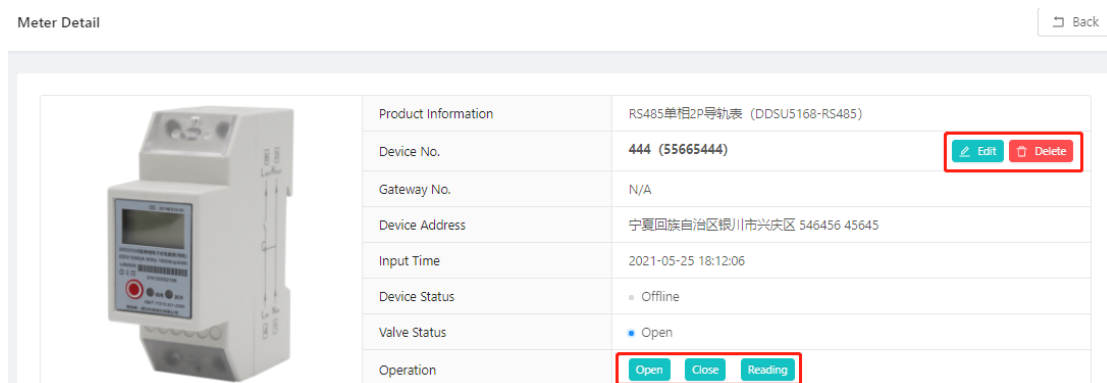 Meter Detail
Back
Product Information
RS485单相2P导轨表（DDSU5168-RS485）
Device No.
444（55665444）
Edit
Delete
Gateway No.
N/A
Device Address
宁夏回族自治区银川市兴庆区 546456 45645
Input Time
2021-05-25 18:12:06
Device Status
Offline
Valve Status
Open
Operation
Open
Close
Reading